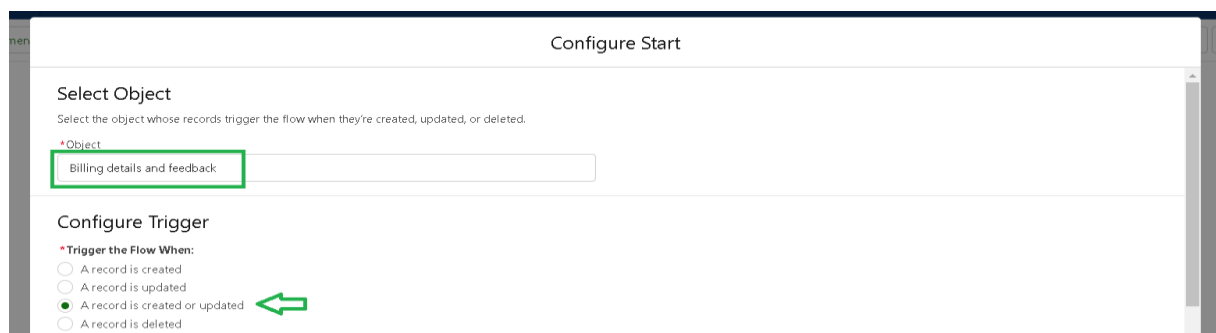 men
Configure Start
Select Object
Select the object whose records trigger the flow when they're created, updated, or deleted.
*Object
Billing details and feedback
Configure Trigger
*Trigger the Flow When:
A record is created
A record is updated
A record is created or updated
A record is deleted